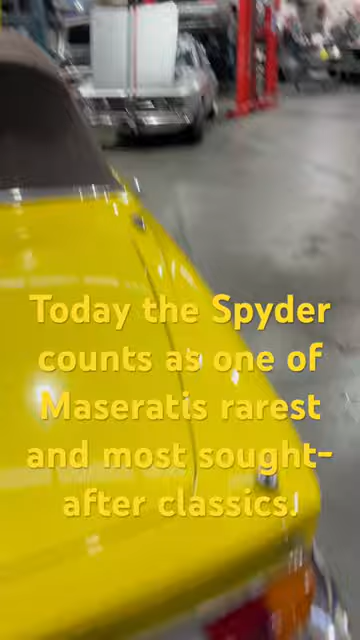 Today the Spyder
counts as one of
Maseratis rarest
and most sought-
after classics.